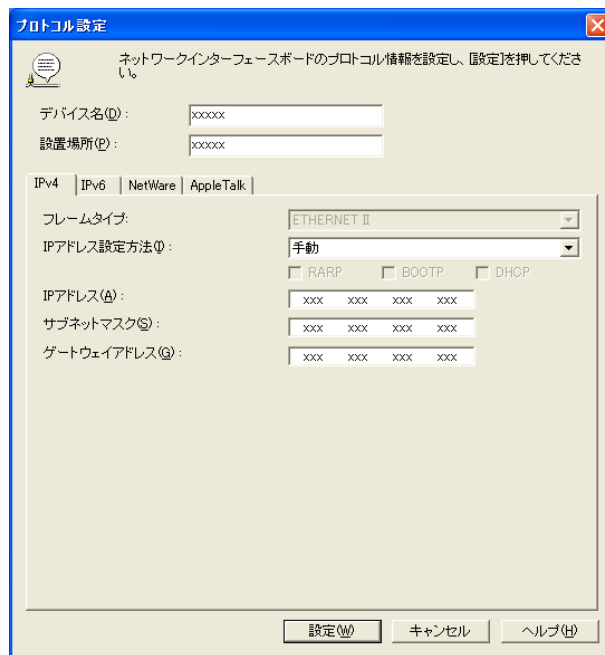 プロトコル設定
ネットワークインターフェースボードのプロトコル情報を設定し、[設定]を押してくださ
い。
デバイス名(D): xxxxx
設置場所(P): xxxxx
IPv4 IPv6 NetWare AppleTalk
フレームタイプ: ETHERNET II
IPアドレス設定方法(I): 手動
RARP BOOTP DHCP
IPアドレス(A): xxx xxx xxx xxx
サブネットマスク(S): xxx xxx xxx xxx
ゲートウェイアドレス(G): xxx xxx xxx xxx
設定(W) キャンセル ヘルプ(H)